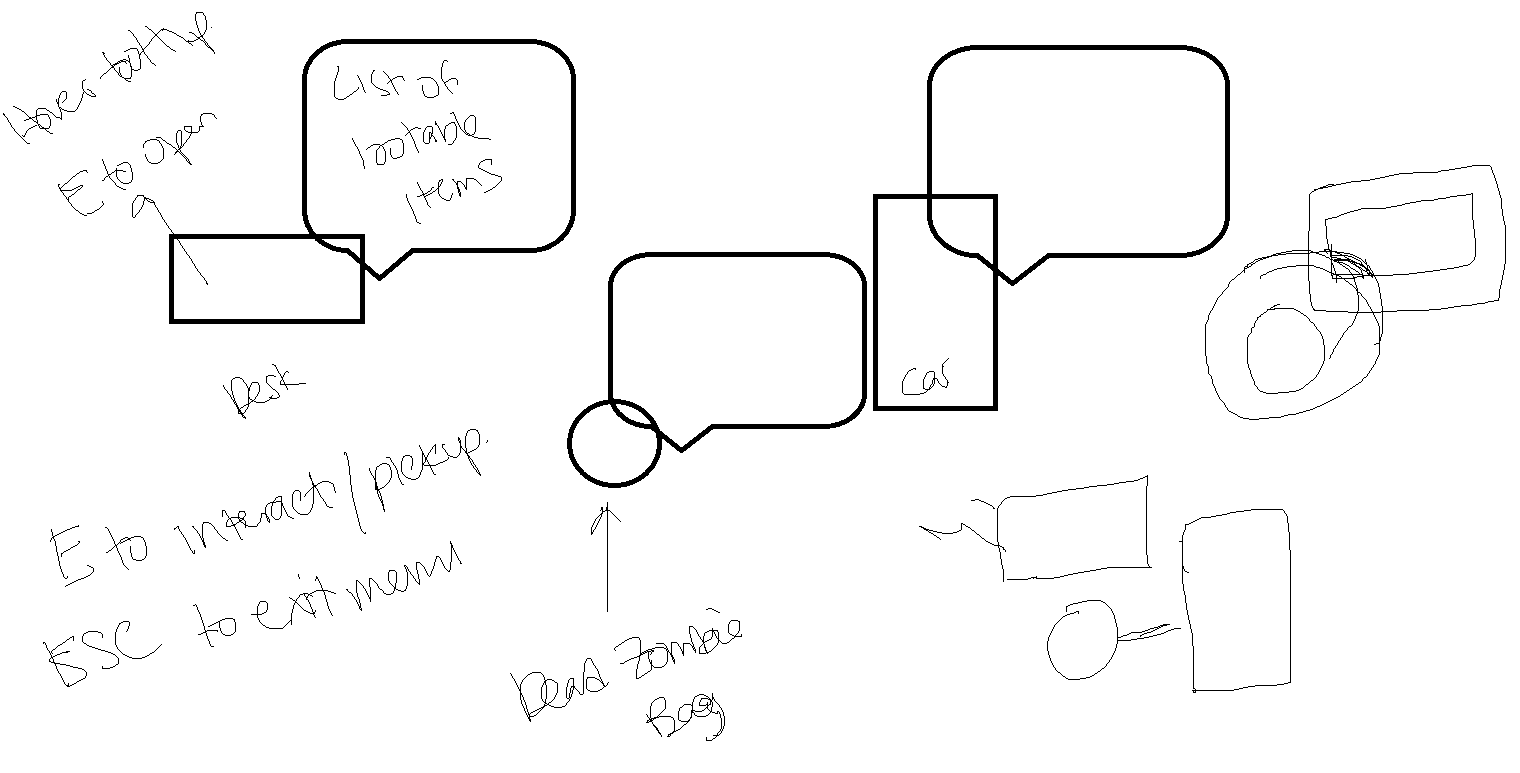 Hover tooltip
E to open
List of
lootable
Items
Desk
Car
E to interact/pickup.
ESC to exit menu
Dead Zombie
Body